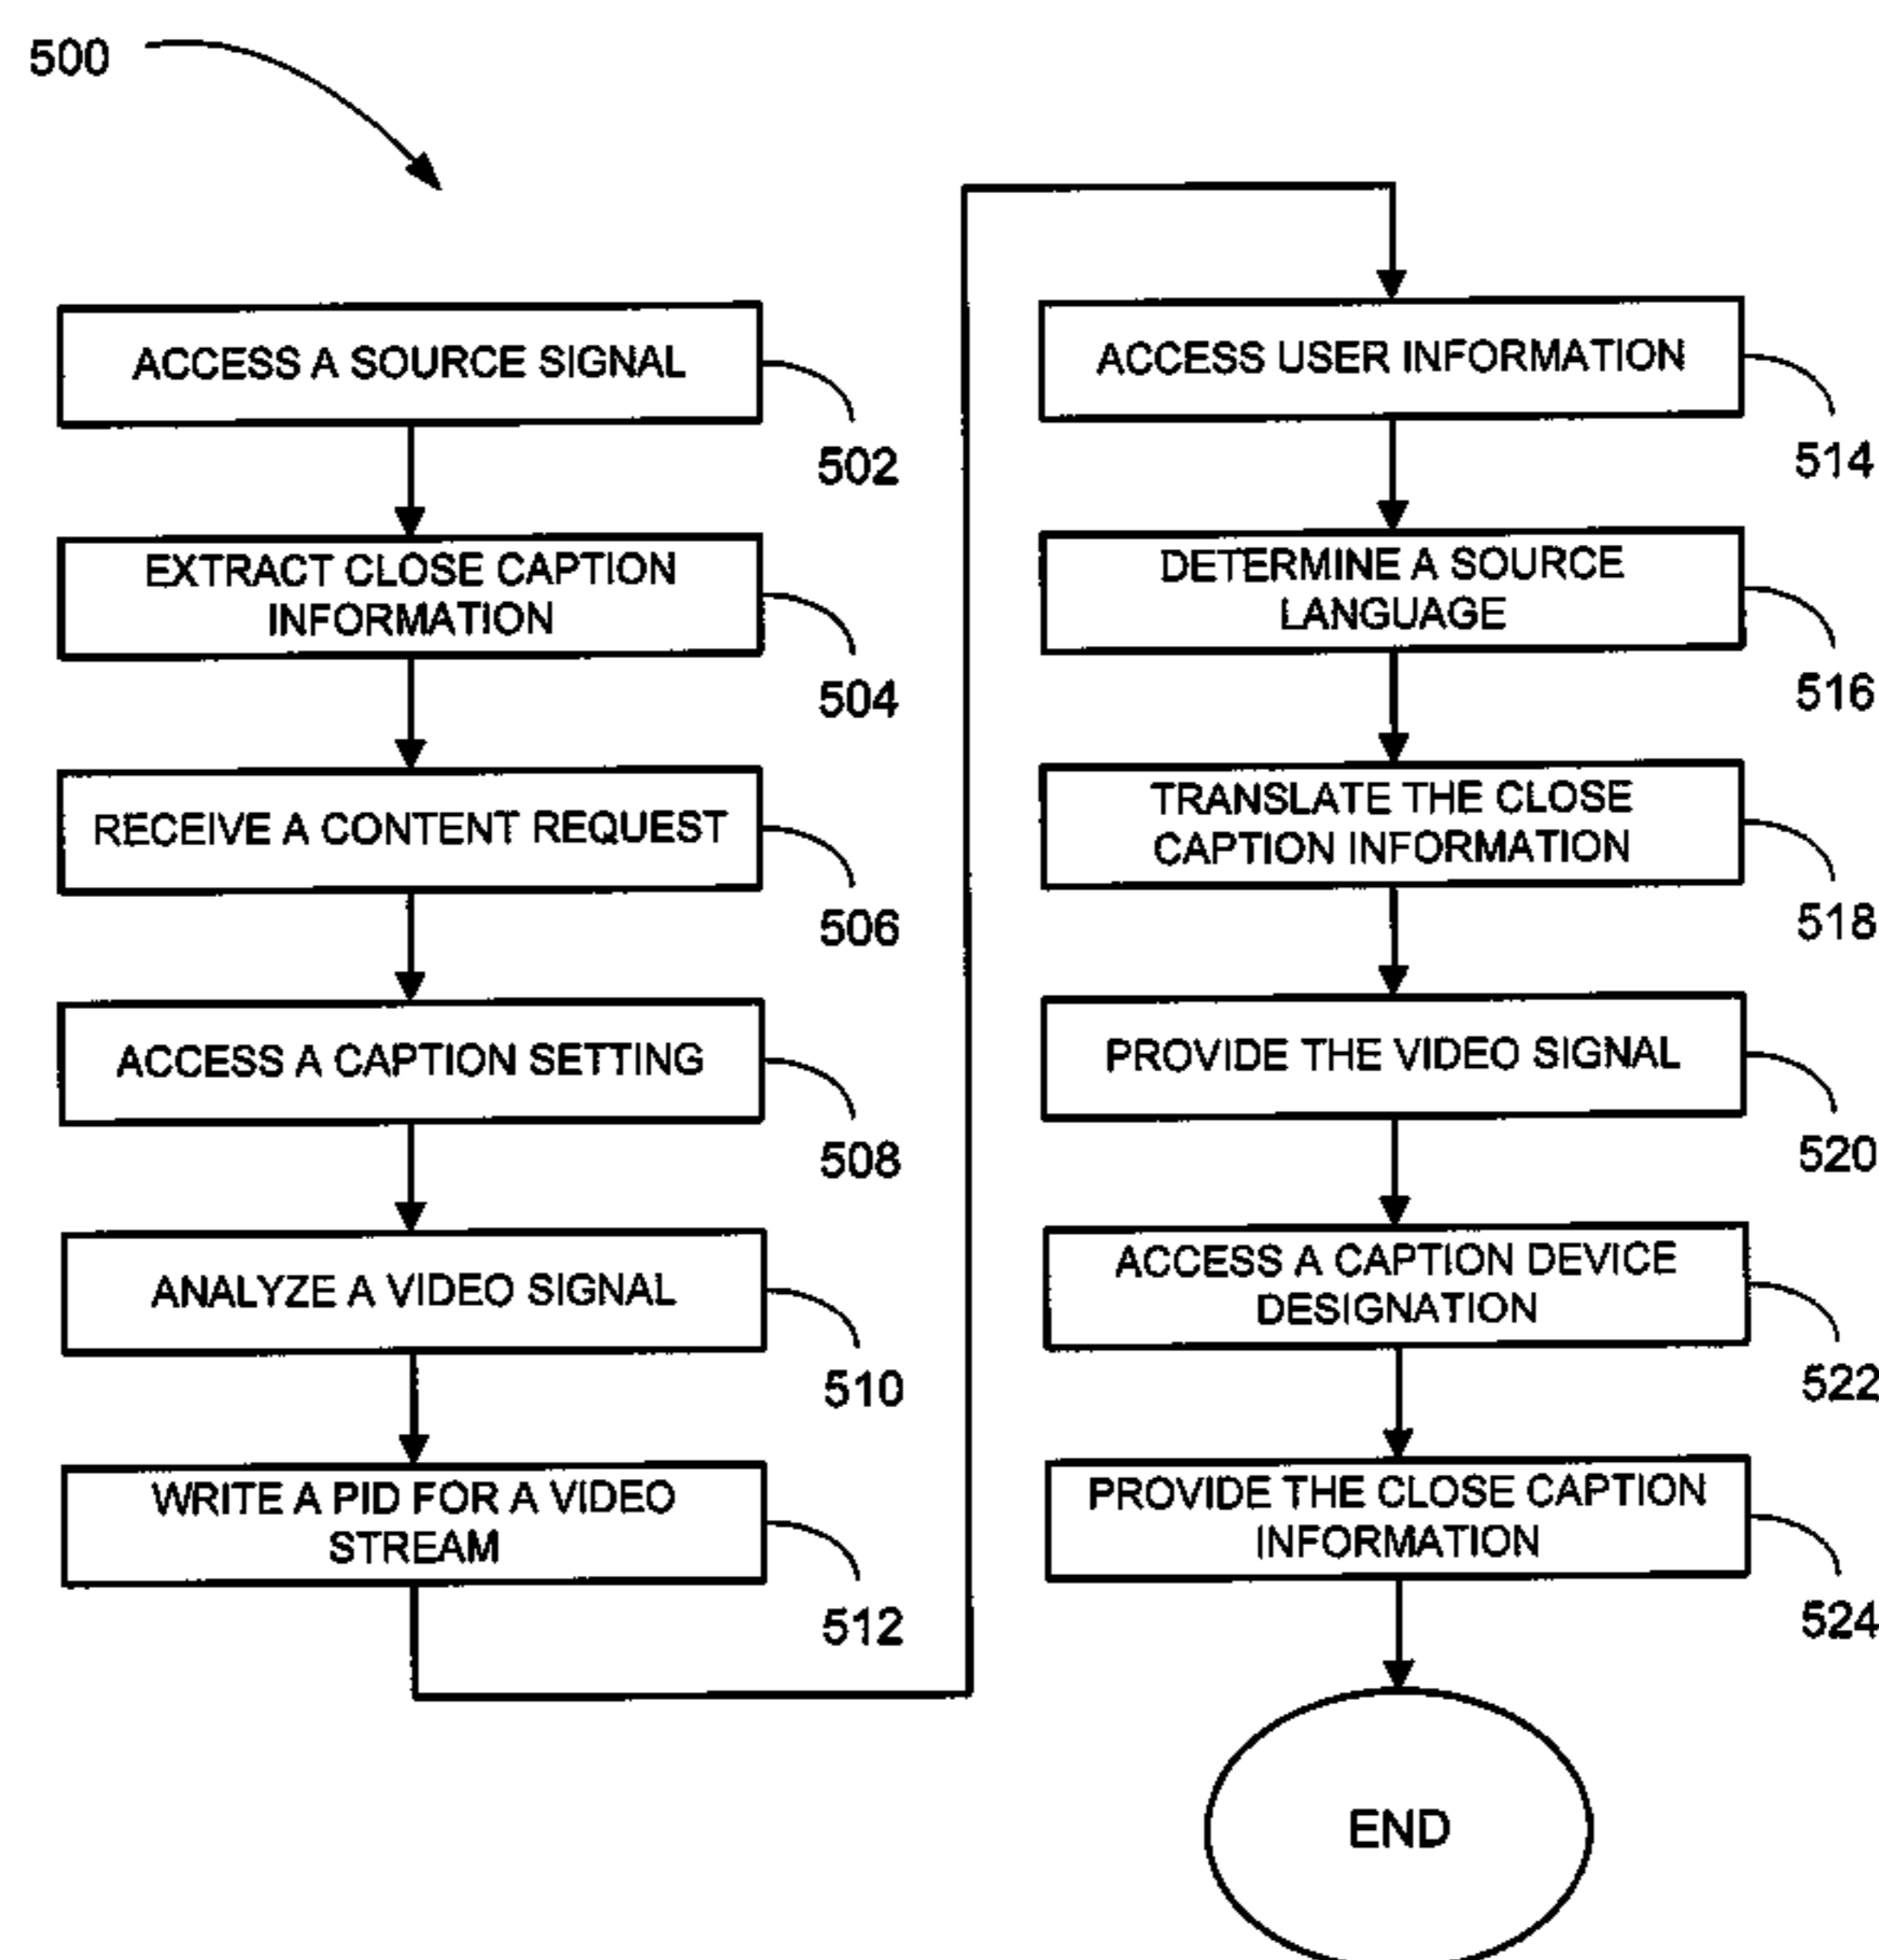 500
ACCESS A SOURCE SIGNAL
502
EXTRACT CLOSE CAPTION
INFORMATION
504
RECEIVE A CONTENT REQUEST
506
ACCESS A CAPTION SETTING
508
ANALYZE A VIDEO SIGNAL
510
WRITE A PID FOR A VIDEO
STREAM
512
ACCESS USER INFORMATION
514
DETERMINE A SOURCE
LANGUAGE
516
TRANSLATE THE CLOSE
CAPTION INFORMATION
518
PROVIDE THE VIDEO SIGNAL
520
ACCESS A CAPTION DEVICE
DESIGNATION
522
PROVIDE THE CLOSE CAPTION
INFORMATION
524
END